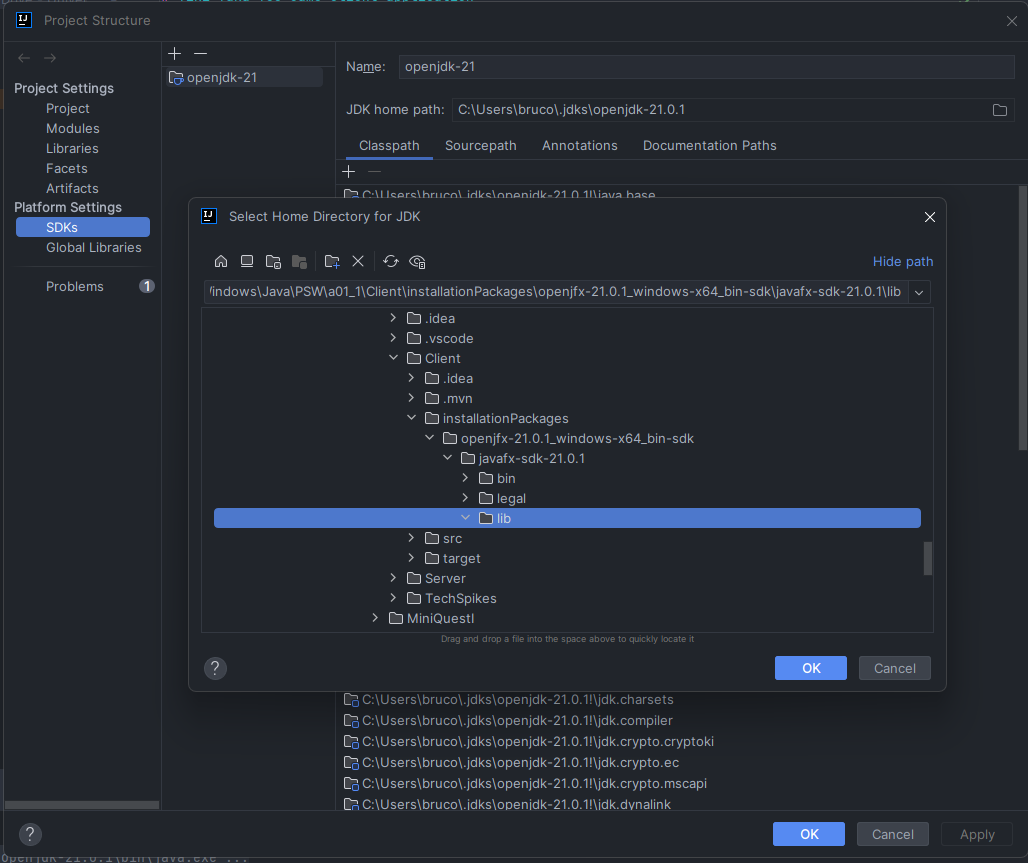 Project Structure
Project Settings
Project
Modules
Libraries
Facets
Artifacts
Platform Settings
SDKs
Global Libraries
Problems 1
openjdk-21
Name: openjdk-21
JDK home path: C:\Users\bruco\.jdks\openjdk-21.0.1
Classpath Sourcepath Annotations Documentation Paths
C:\Users\bruco\.jdks\openjdk-21.0.1!\java.base
Select Home Directory for JDK
Hide path
indows\Java\PSW\a01_1\Client\installationPackages\openjfx-21.0.1_windows-x64_bin-sdk\javafx-sdk-21.0.1\lib
.idea
.vscode
Client
.idea
.mvn
installationPackages
openjfx-21.0.1_windows-x64_bin-sdk
javafx-sdk-21.0.1
bin
legal
lib
src
target
Server
TechSpikes
MiniQuestI
Drag and drop a file into the space above to quickly locate it
? OK Cancel
C:\Users\bruco\.jdks\openjdk-21.0.1!\jdk.charsets
C:\Users\bruco\.jdks\openjdk-21.0.1!\jdk.compiler
C:\Users\bruco\.jdks\openjdk-21.0.1!\jdk.crypto.cryptoki
C:\Users\bruco\.jdks\openjdk-21.0.1!\jdk.crypto.ec
C:\Users\bruco\.jdks\openjdk-21.0.1!\jdk.crypto.mscapi
C:\Users\bruco\.jdks\openjdk-21.0.1!\jdk.dynalink
? OK Cancel Apply
openjdk-21.0.1\bin\java.exe ...